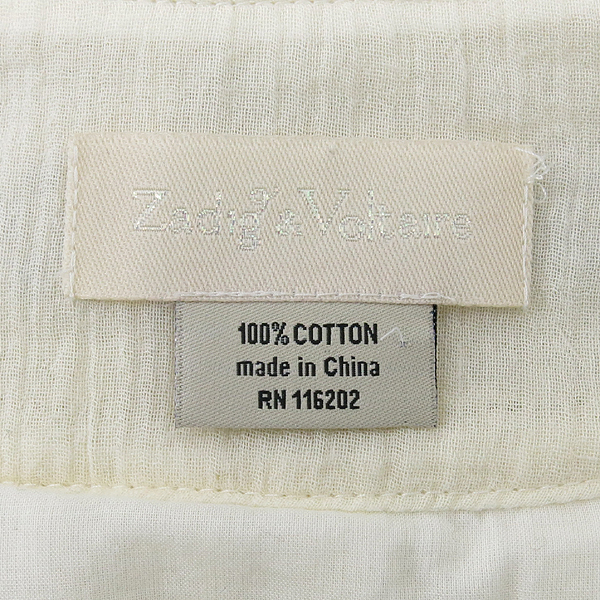 Zadig & Voltaire
100% COTTON
made in China
RN 116202